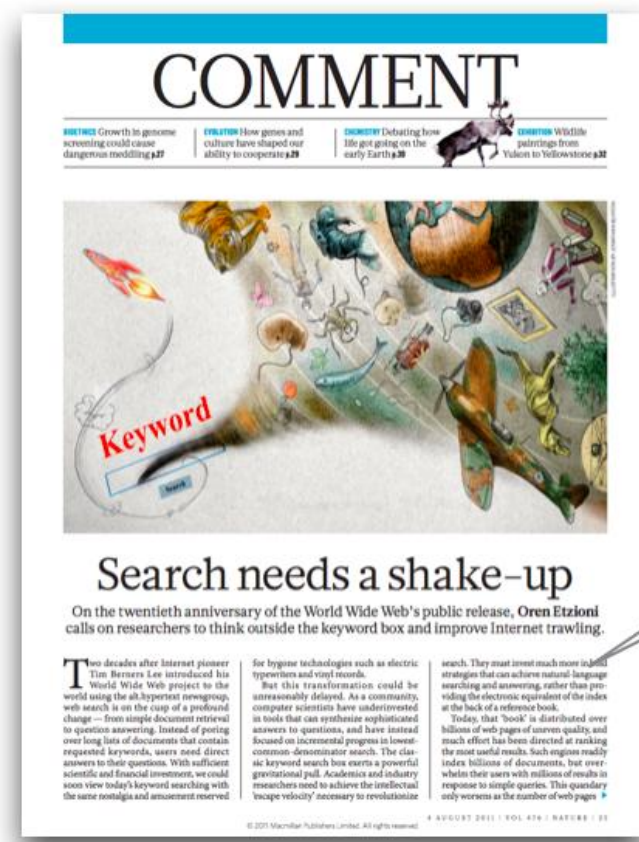 COMMENT
BIOETHICS Growth in genome
screening could cause
dangerous meddling p.27
EVOLUTION How genes and
culture have shaped our
ability to cooperate p.29
CHEMISTRY Debating how
life got going on the
early Earth p.30
EXHIBITION Wildlife
paintings from
Yukon to Yellowstone p.32
Keyword
Search
Search needs a shake-up
On the twentieth anniversary of the World Wide Web's public release, Oren Etzioni
calls on researchers to think outside the keyword box and improve Internet trawling.
Two decades after Internet pioneer
Tim Berners Lee introduced his
World Wide Web project to the
world using the alt.hypertext newsgroup,
web search is on the cusp of a profound
change — from simple document retrieval
to question answering. Instead of poring
over long lists of documents that contain
requested keywords, users need direct
answers to their questions. With sufficient
scientific and financial investment, we could
soon view today's keyword searching with
the same nostalgia and amusement reserved
for bygone technologies such as electric
typewriters and vinyl records.
But this transformation could be
unreasonably delayed. As a community,
computer scientists have underinvested
in tools that can synthesize sophisticated
answers to questions, and have instead
focused on incremental progress in lowest-
common-denominator search. The clas-
sic keyword search box exerts a powerful
gravitational pull. Academics and industry
researchers need to achieve the intellectual
'escape velocity' necessary to revolutionize
search. They must invest much more in bold
strategies that can achieve natural-language
searching and answering, rather than pro-
viding the electronic equivalent of the index
at the back of a reference book.
Today, that 'book' is distributed over
billions of web pages of uneven quality, and
much effort has been directed at ranking
the most useful results. Such engines readily
index billions of documents, but over-
whelm their users with millions of results in
response to simple queries. This quandary
only worsens as the number of web pages
4 AUGUST 2011 | VOL 476 | NATURE | 25
© 2011 Macmillan Publishers Limited. All rights reserved